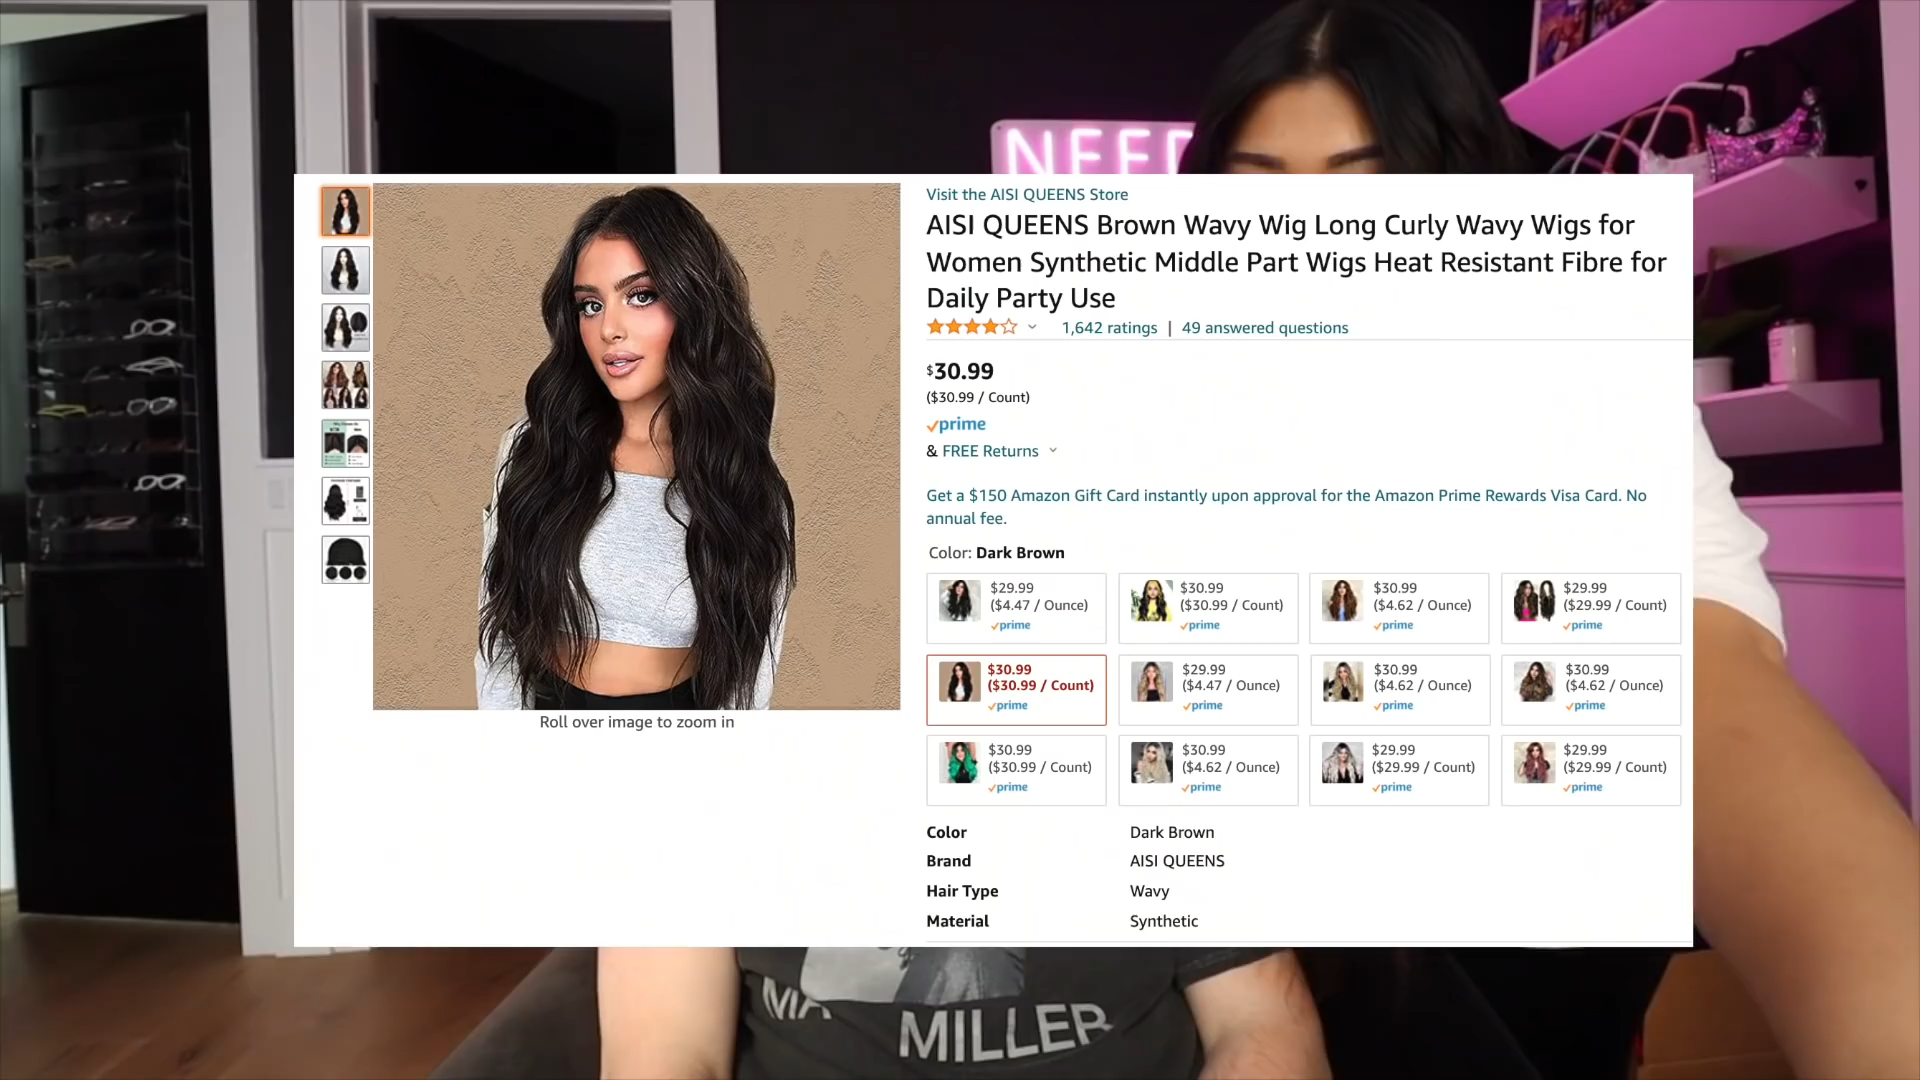 NEED
Visit the AISI QUEENS Store
AISI QUEENS Brown Wavy Wig Long Curly Wavy Wigs for
Women Synthetic Middle Part Wigs Heat Resistant Fibre for
Daily Party Use
1,642 ratings | 49 answered questions
$30.99
($30.99 / Count)
prime
& FREE Returns
Get a $150 Amazon Gift Card instantly upon approval for the Amazon Prime Rewards Visa Card. No
annual fee.
Color: Dark Brown
$29.99 $30.99 $30.99 $29.99
($4.47 / Ounce) ($30.99 / Count) ($4.62 / Ounce) ($29.99 / Count)
prime prime prime prime
$30.99 $29.99 $30.99 $30.99
($30.99 / Count) ($4.47 / Ounce) ($4.62 / Ounce) ($4.62 / Ounce)
prime prime prime prime
$30.99 $30.99 $29.99 $29.99
($30.99 / Count) ($4.62 / Ounce) ($29.99 / Count) ($29.99 / Count)
prime prime prime prime
Roll over image to zoom in
Color Dark Brown
Brand AISI QUEENS
Hair Type Wavy
Material Synthetic
MA
MILLER